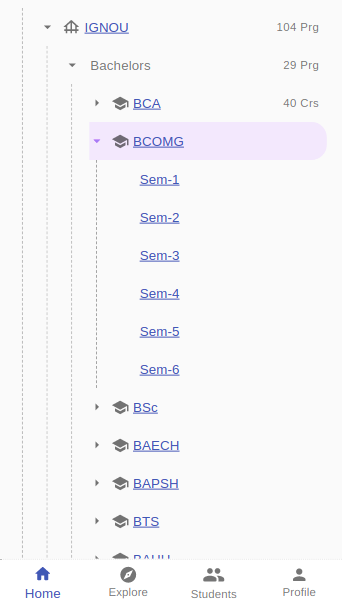 IGNOU 104 Prg
Bachelors 29 Prg
BCA 40 Crs
BCOMG
Sem-1
Sem-2
Sem-3
Sem-4
Sem-5
Sem-6
BSc
BAECH
BAPSH
BTS
Home Explore Students Profile